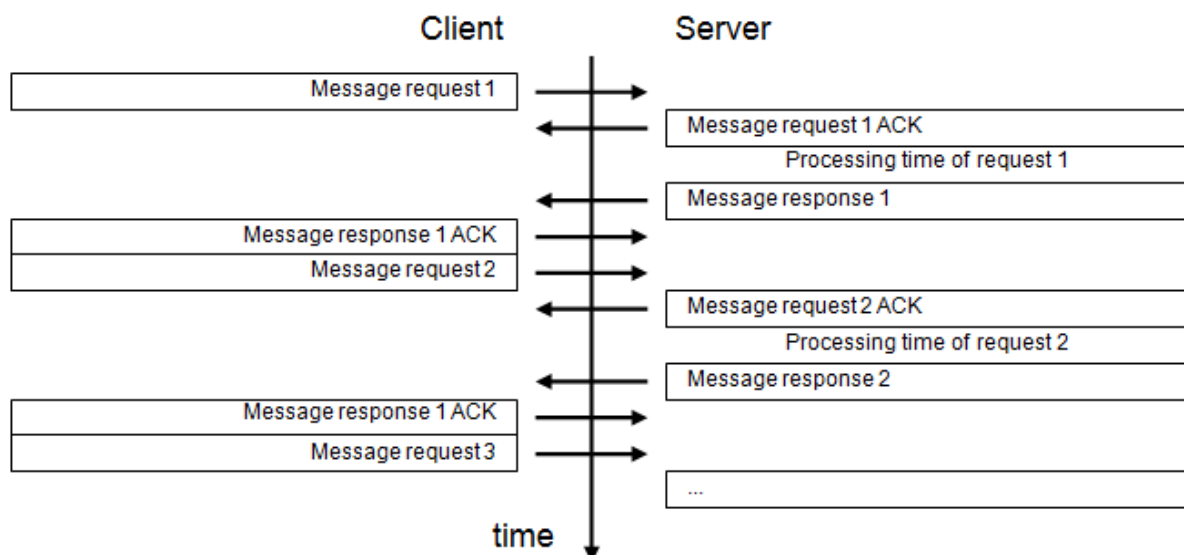 Client
Server
Message request 1
Message request 1 ACK
Processing time of request 1
Message response 1
Message response 1 ACK
Message request 2
Message request 2 ACK
Processing time of request 2
Message response 2
Message response 1 ACK
Message request 3
...
time